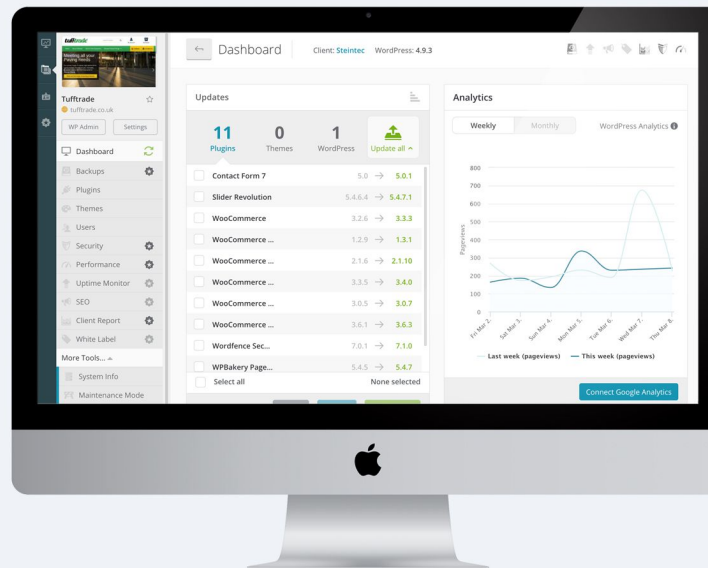 tufftrade
Meeting all your
Paving needs
Tufftrade
tufftrade.co.uk
WP Admin Settings
Dashboard
Backups
Plugins
Themes
Users
Security
Performance
Uptime Monitor
SEO
Client Report
White Label
More Tools...
System Info
Maintenance Mode
Dashboard Client: Steintec WordPress: 4.9.3
Updates
11 0 1
Plugins Themes WordPress Update all
Contact Form 7 5.0 → 5.0.1
Slider Revolution 5.4.6.4 → 5.4.7.1
WooCommerce 3.2.6 → 3.3.3
WooCommerce ... 1.2.9 → 1.3.1
WooCommerce ... 2.1.6 → 2.1.10
WooCommerce ... 3.3.5 → 3.4.0
WooCommerce ... 3.0.5 → 3.0.7
WooCommerce ... 3.6.1 → 3.6.3
Wordfence Sec... 7.0.1 → 7.1.0
WPBakery Page... 5.4.5 → 5.4.7
Select all None selected
Analytics
Weekly Monthly WordPress Analytics
Pageviews
800
700
600
500
400
300
200
100
0
Fri Mar 2. Sat Mar 3. Sun Mar 4. Mon Mar 5. Tue Mar 6. Wed Mar 7. Thu Mar 8.
Last week (pageviews) This week (pageviews)
Connect Google Analytics